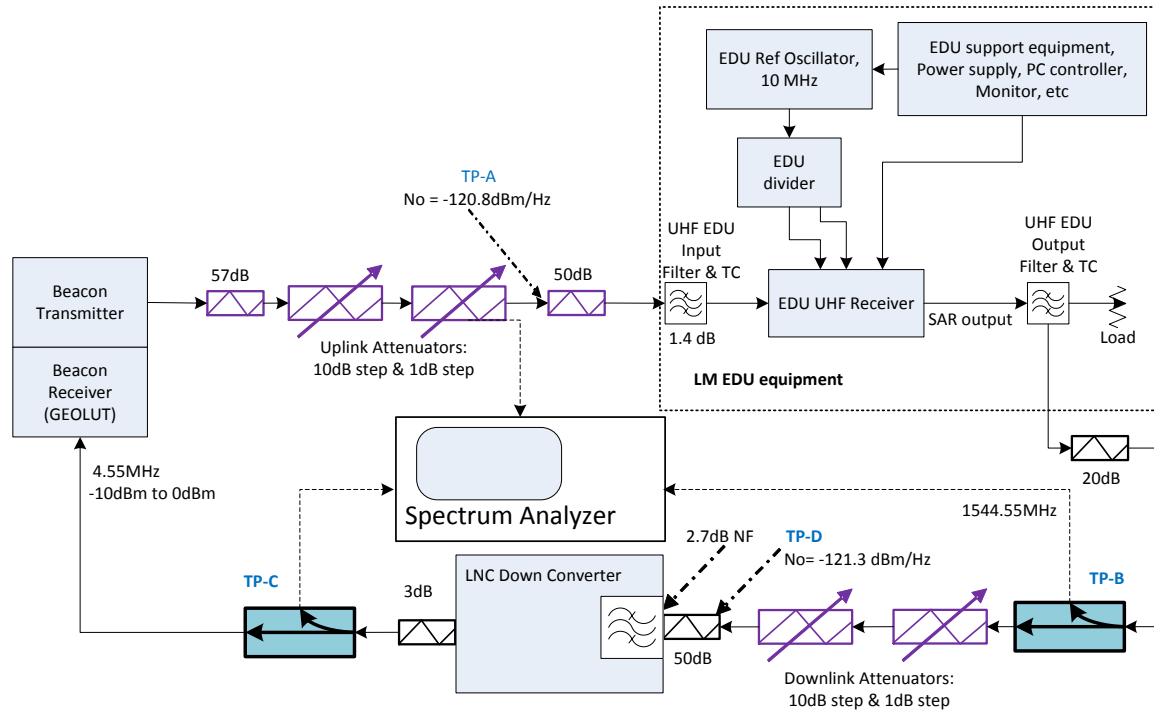 EDU Ref Oscillator,
10 MHz
EDU support equipment,
Power supply, PC controller,
Monitor, etc
EDU
divider
TP-A
No = -120.8dBm/Hz
UHF EDU
Input
Filter & TC
UHF EDU
Output
Filter & TC
57dB
50dB
Beacon
Transmitter
EDU UHF Receiver
SAR output
Load
1.4 dB
Uplink Attenuators:
10dB step & 1dB step
LM EDU equipment
Beacon
Receiver
(GEOLUT)
4.55MHz
-10dBm to 0dBm
20dB
Spectrum Analyzer
1544.55MHz
2.7dB NF
TP-D
No= -121.3 dBm/Hz
TP-C
TP-B
3dB
LNC Down Converter
50dB
Downlink Attenuators:
10dB step & 1dB step